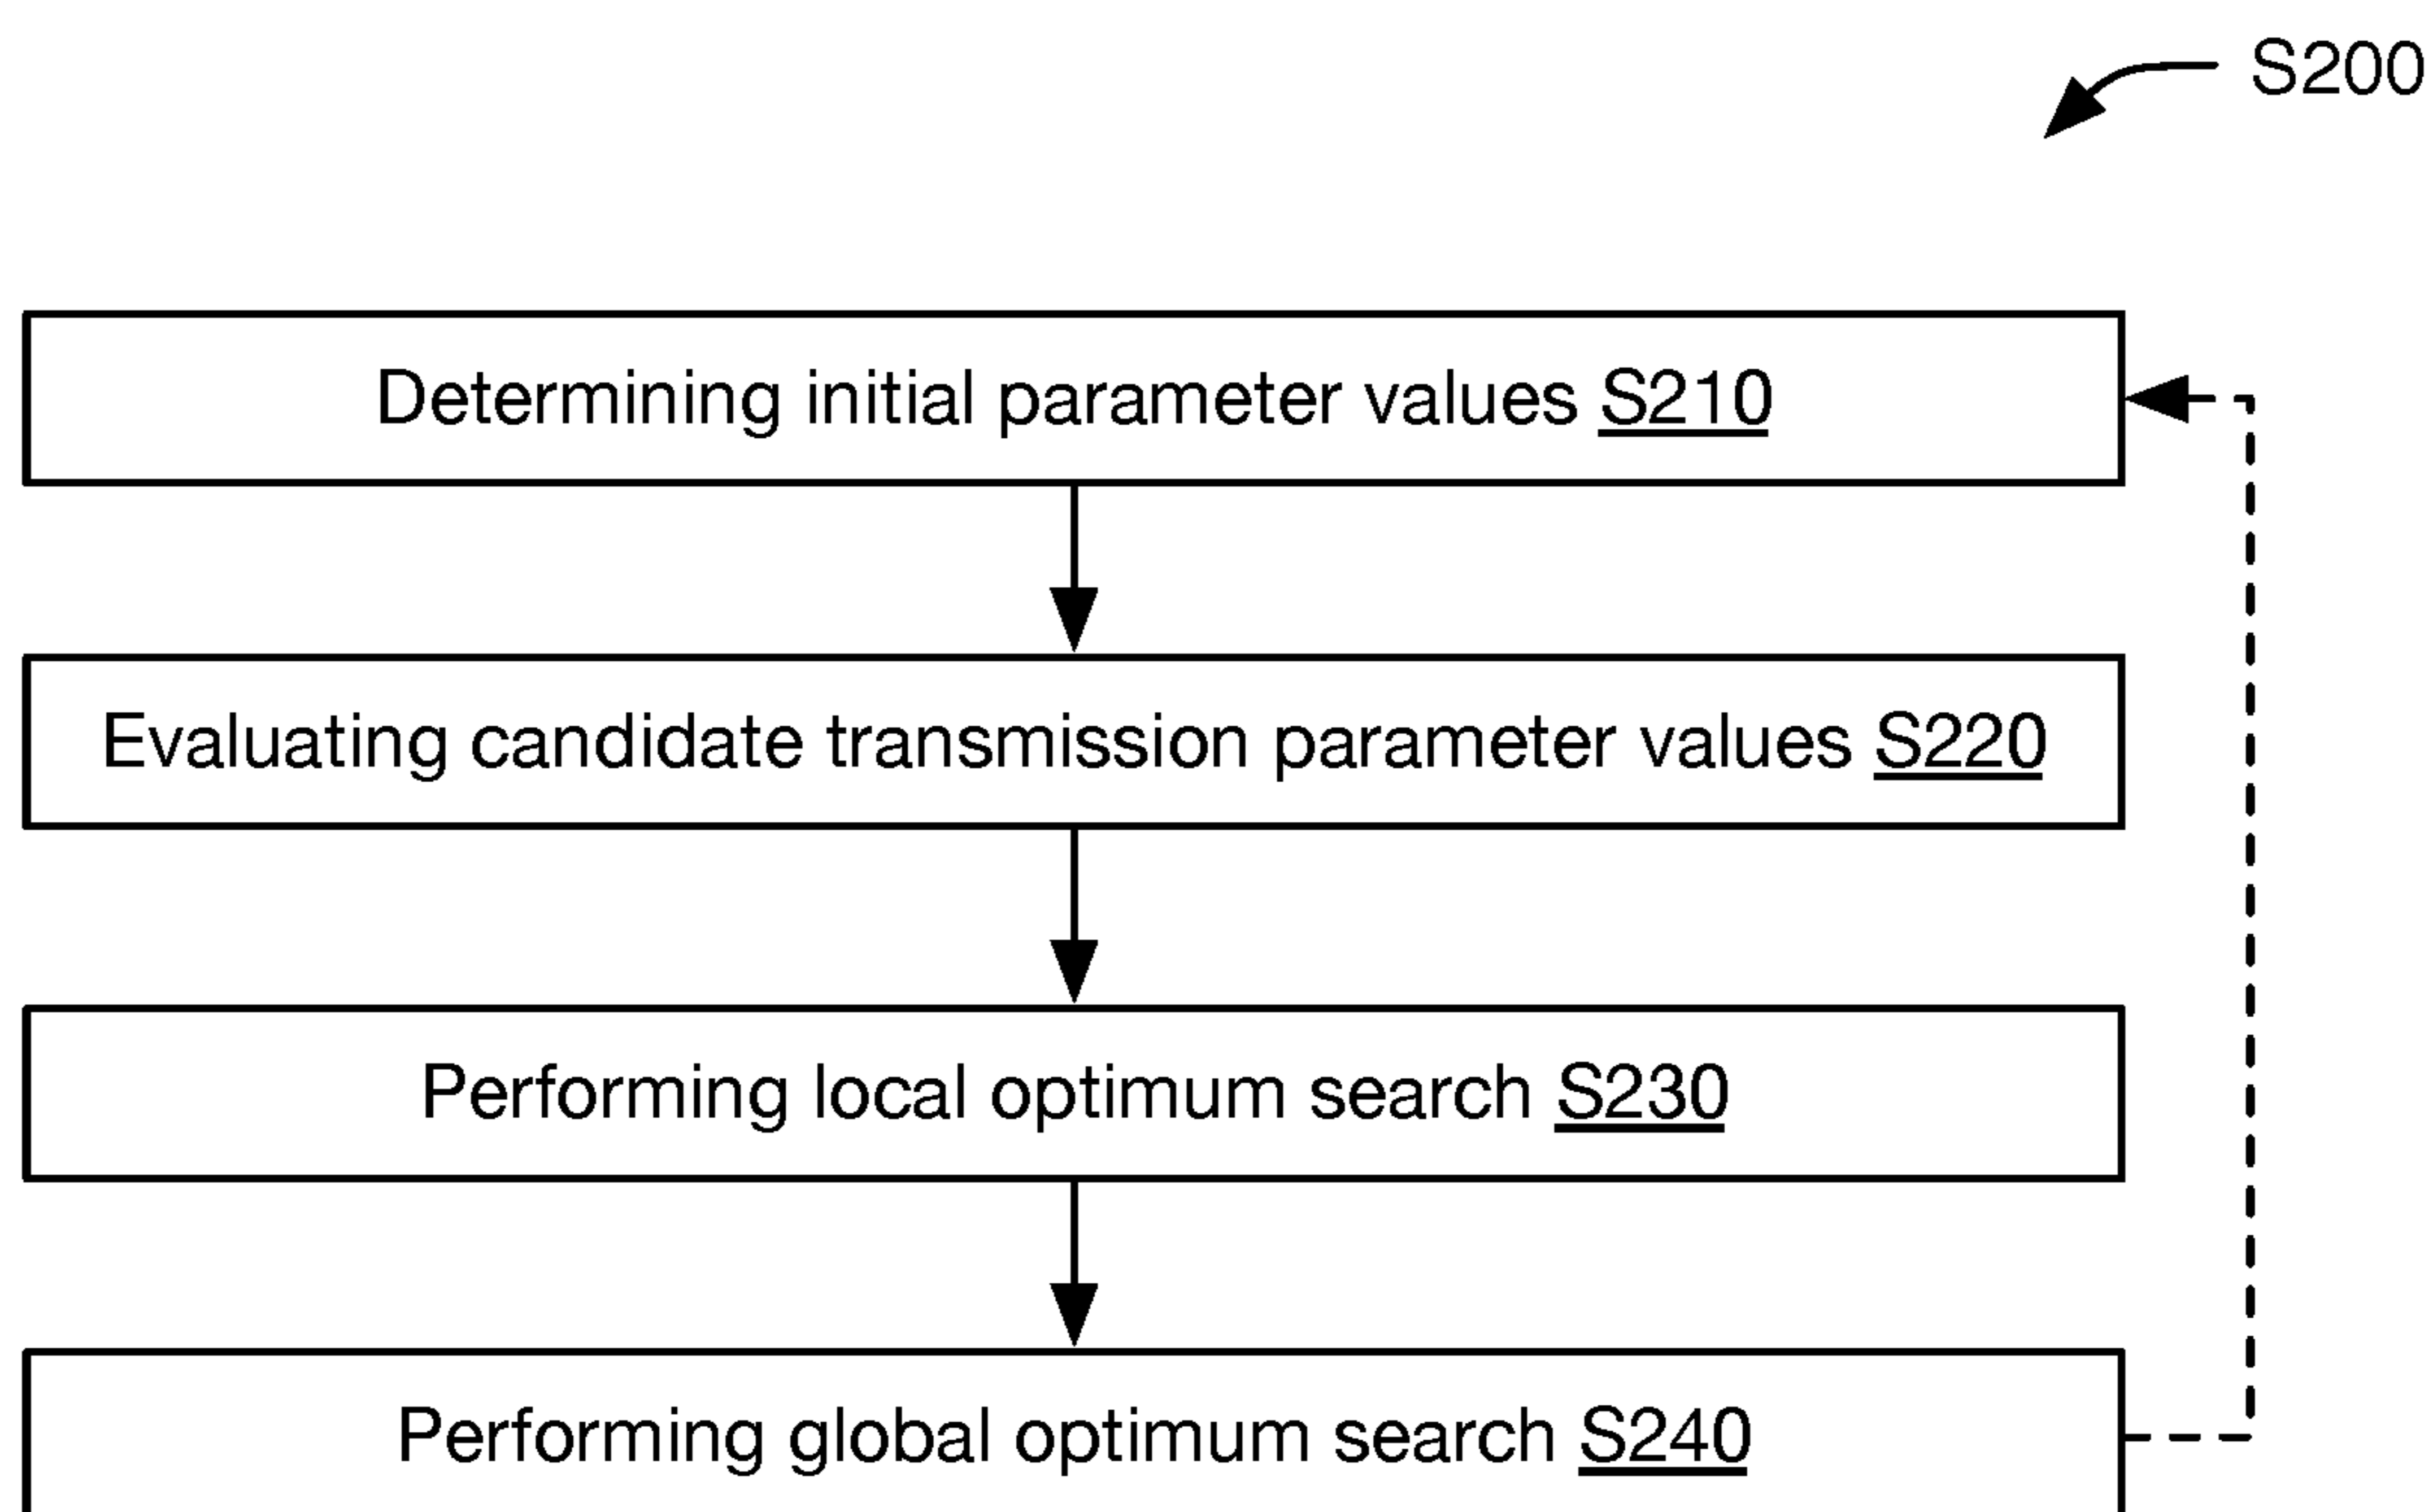 S200
Determining initial parameter values S210
Evaluating candidate transmission parameter values S220
Performing local optimum search S230
Performing global optimum search S240